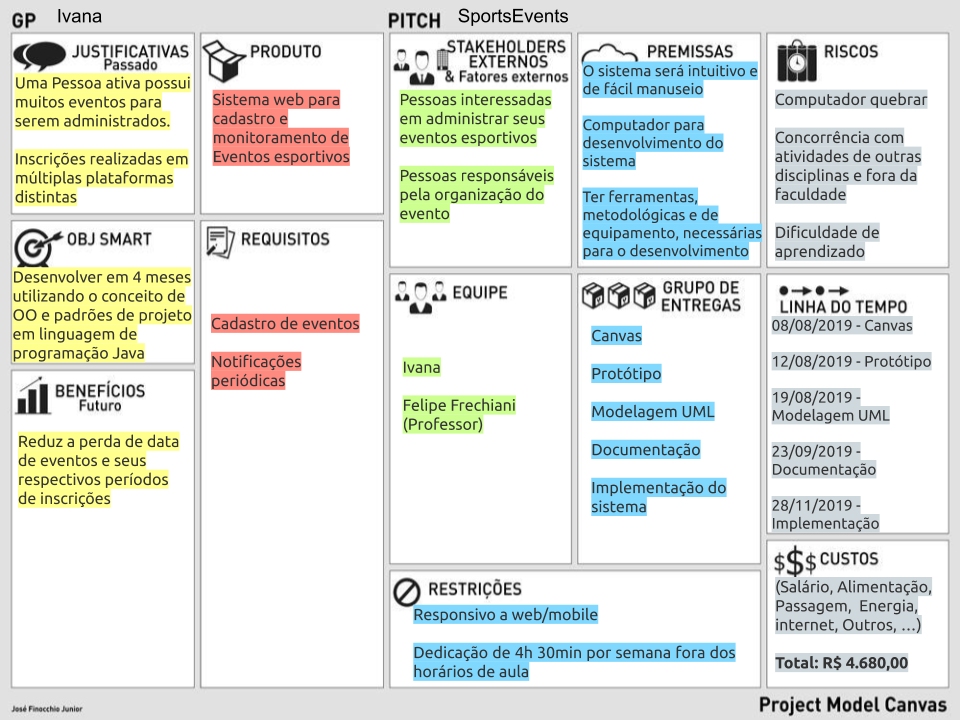 GP Ivana
PITCH SportsEvents
JUSTIFICATIVAS
Passado
Uma Pessoa ativa possui
muitos eventos para
serem administrados.
Inscrições realizadas em
múltiplas plataformas
distintas
OBJ SMART
Desenvolver em 4 meses
utilizando o conceito de
OO e padrões de projeto
em linguagem de
programação Java
BENEFÍCIOS
Futuro
Reduz a perda de data
de eventos e seus
respectivos períodos
de inscrições
PRODUTO
Sistema web para
cadastro e
monitoramento de
Eventos esportivos
REQUISITOS
Cadastro de eventos
Notificações
periódicas
STAKEHOLDERS
EXTERNOS
& Fatores externos
Pessoas interessadas
em administrar seus
eventos esportivos
Pessoas responsáveis
pela organização do
evento
EQUIPE
Ivana
Felipe Frechiani
(Professor)
PREMISSAS
O sistema será intuitivo e
de fácil manuseio
Computador para
desenvolvimento do
sistema
Ter ferramentas,
metodológicas e de
equipamento, necessárias
para o desenvolvimento
GRUPO DE
ENTREGAS
Canvas
Protótipo
Modelagem UML
Documentação
Implementação do
sistema
RESTRIÇÕES
Responsivo a web/mobile
Dedicação de 4h 30min por semana fora dos
horários de aula
RISCOS
Computador quebrar
Concorrência com
atividades de outras
disciplinas e fora da
faculdade
Dificuldade de
aprendizado
LINHA DO TEMPO
08/08/2019 - Canvas
12/08/2019 - Protótipo
19/08/2019 -
Modelagem UML
23/09/2019 -
Documentação
28/11/2019 -
Implementação
$$$ CUSTOS
(Salário, Alimentação,
Passagem, Energia,
internet, Outros, ...)
Total: R$ 4.680,00
José Finocchio Junior
Project Model Canvas